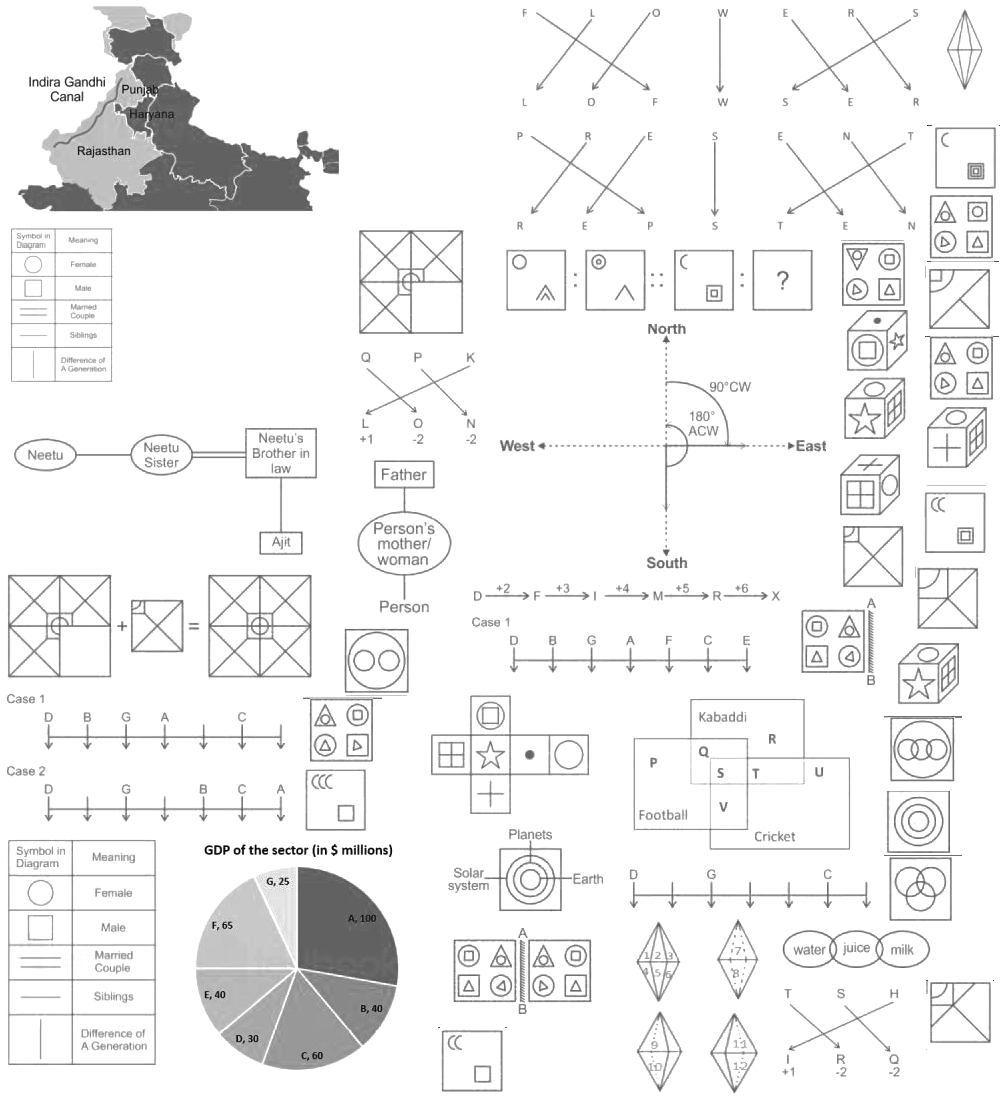 F L O W E R S
L O F W S E R
Indira Gandhi
Canal
Punjab
Haryana
Rajasthan
P R E S E N T
R E P S T E N
Symbol in
Diagram
Meaning
Female
Male
Married
Couple
Siblings
Difference of
A Generation
: :: : ?
North
90°CW
180°
ACW
West
East
South
Q P K
L O N
+1 -2 -2
Neetu
Neetu
Sister
Neetu's
Brother in
law
Ajit
Father
Person's
mother/
woman
Person
+ =
D +2 F +3 I +4 M +5 R +6 X
Case 1
D B G A F C E
A
B
Case 1
D B G A C
Case 2
D G B C A
Kabaddi
R
Q
P
S T U
V
Football
Cricket
Symbol in
Diagram
Meaning
Female
Male
Married
Couple
Siblings
Difference of
A Generation
GDP of the sector (in $ millions)
G, 25
A, 100
F, 65
E, 40
B, 40
D, 30
C, 60
Planets
Solar
system
Earth
D G C
A
B
1 2 3
4 5 6
7
8
9
10
11
12
water juice milk
T S H
I R Q
+1 -2 -2